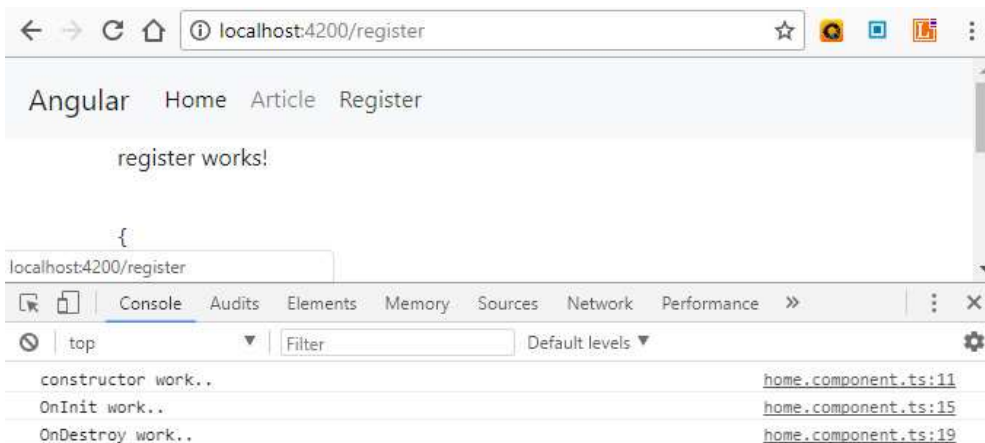 localhost:4200/register
Angular Home Article Register
register works!
{
localhost:4200/register
Console Audits Elements Memory Sources Network Performance »
top Filter Default levels
constructor work.. home.component.ts:11
OnInit work.. home.component.ts:15
OnDestroy work.. home.component.ts:19